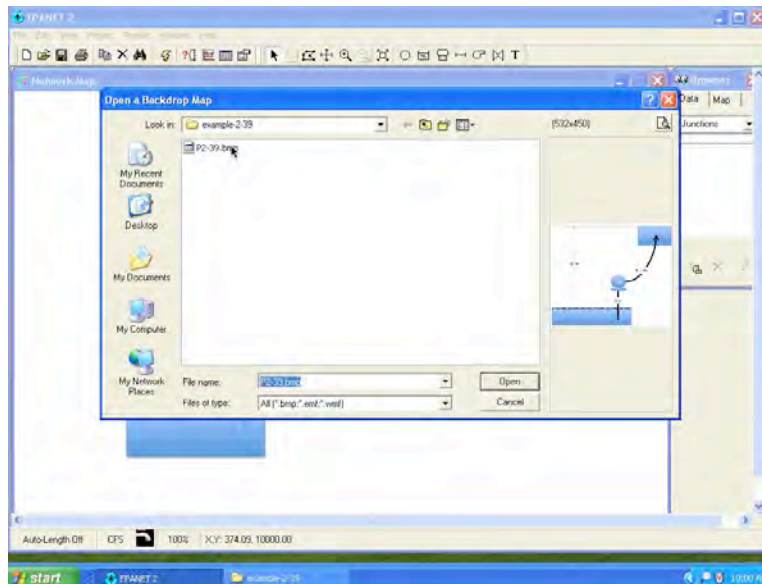 EPANET 2
Network Map
Browser
Data Map
Junctions
Open a Backdrop Map
Look in: example-2-39
(532x450)
P2-39.bmp
My Recent
Documents
Desktop
My Documents
My Computer
My Network
Places
File name: P2-39.bmp
Open
Files of type: All (*.bmp;*.emf;*.wmf)
Cancel
Auto-Length Off CFS 100% X,Y: 374.09, 10000.00
start EPANET 2 example-2-39 10:00 A